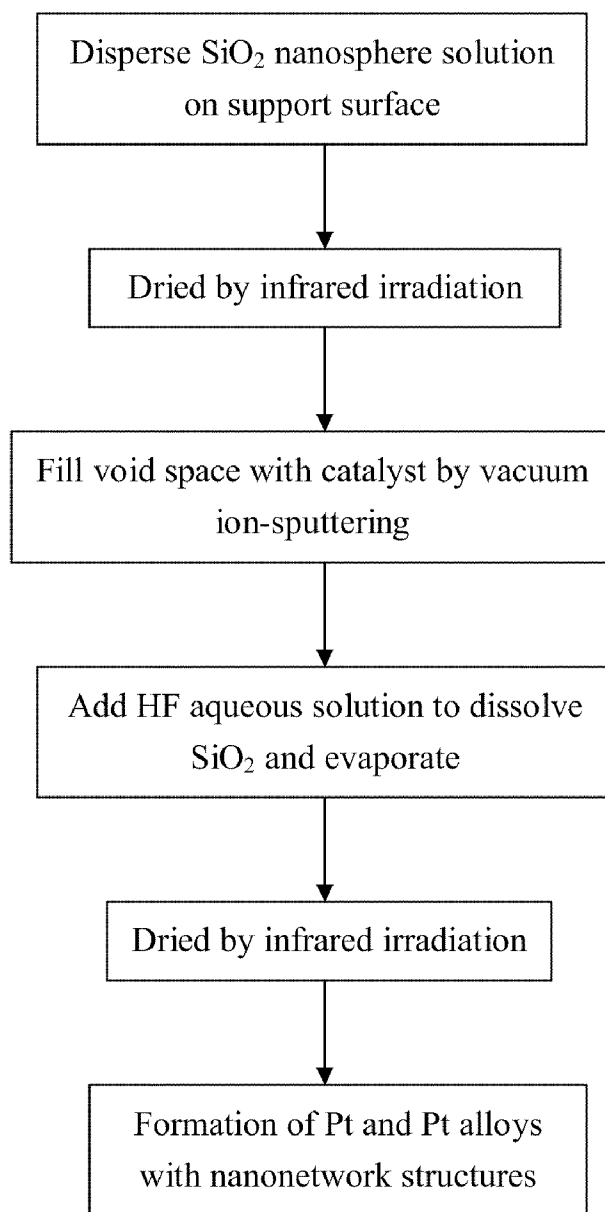 Disperse SiO₂ nanosphere solution
on support surface
Dried by infrared irradiation
Fill void space with catalyst by vacuum
ion-sputtering
Add HF aqueous solution to dissolve
SiO₂ and evaporate
Dried by infrared irradiation
Formation of Pt and Pt alloys
with nanonetwork structures